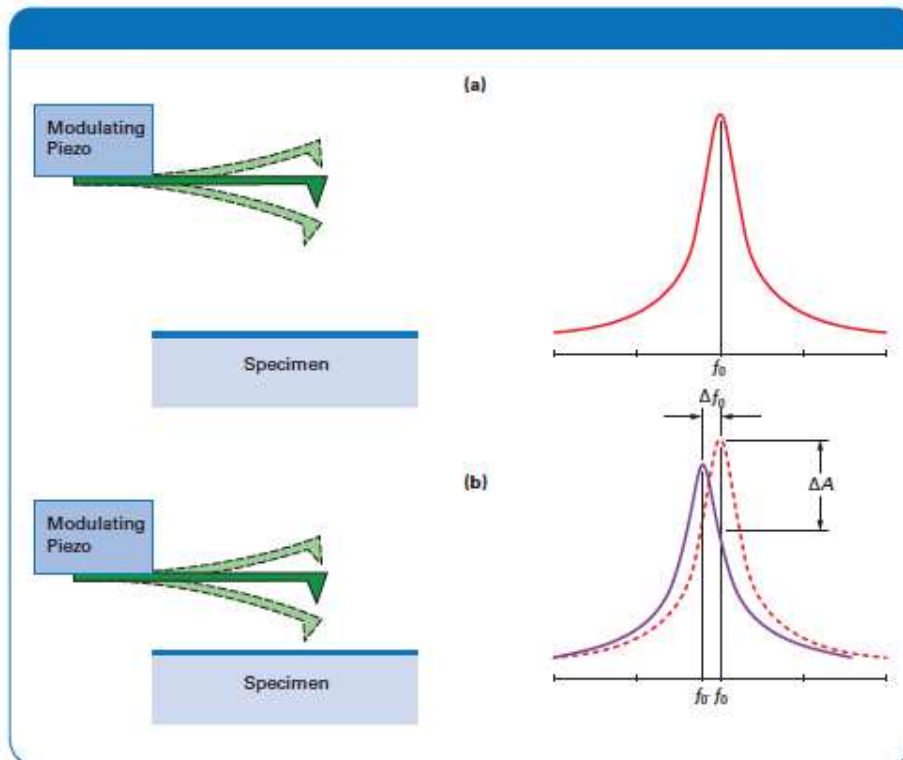 (a)
Modulating
Piezo
Specimen
f₀
Δf₀
(b)
ΔA
Modulating
Piezo
Specimen
f₀' f₀